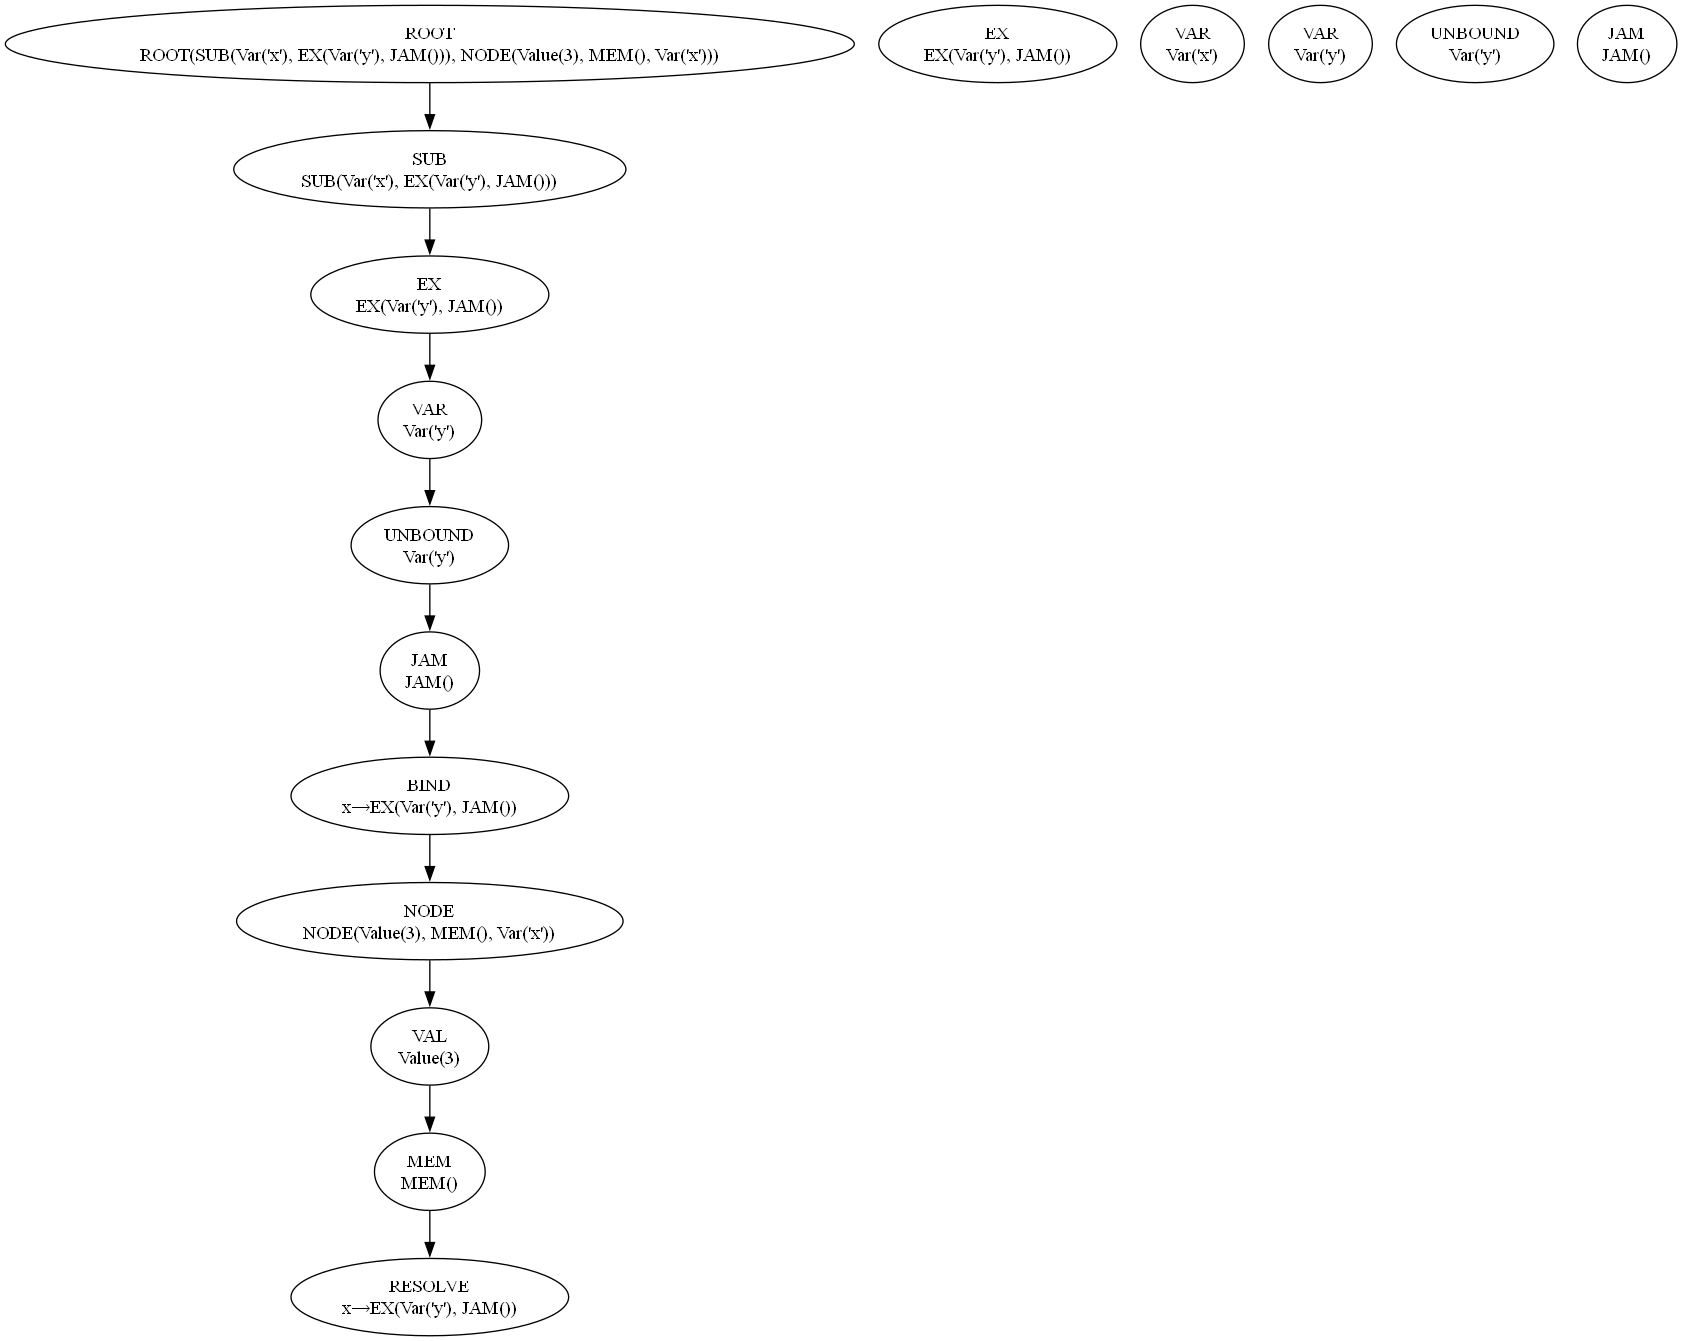 ROOT
ROOT(SUB(Var('x'), EX(Var('y'), JAM())), NODE(Value(3), MEM(), Var('x')))
SUB
SUB(Var('x'), EX(Var('y'), JAM()))
EX
EX(Var('y'), JAM())
VAR
Var('y')
UNBOUND
Var('y')
JAM
JAM()
BIND
x→EX(Var('y'), JAM())
NODE
NODE(Value(3), MEM(), Var('x'))
VAL
Value(3)
MEM
MEM()
RESOLVE
x→EX(Var('y'), JAM())
EX
EX(Var('y'), JAM())
VAR
Var('x')
VAR
Var('y')
UNBOUND
Var('y')
JAM
JAM()